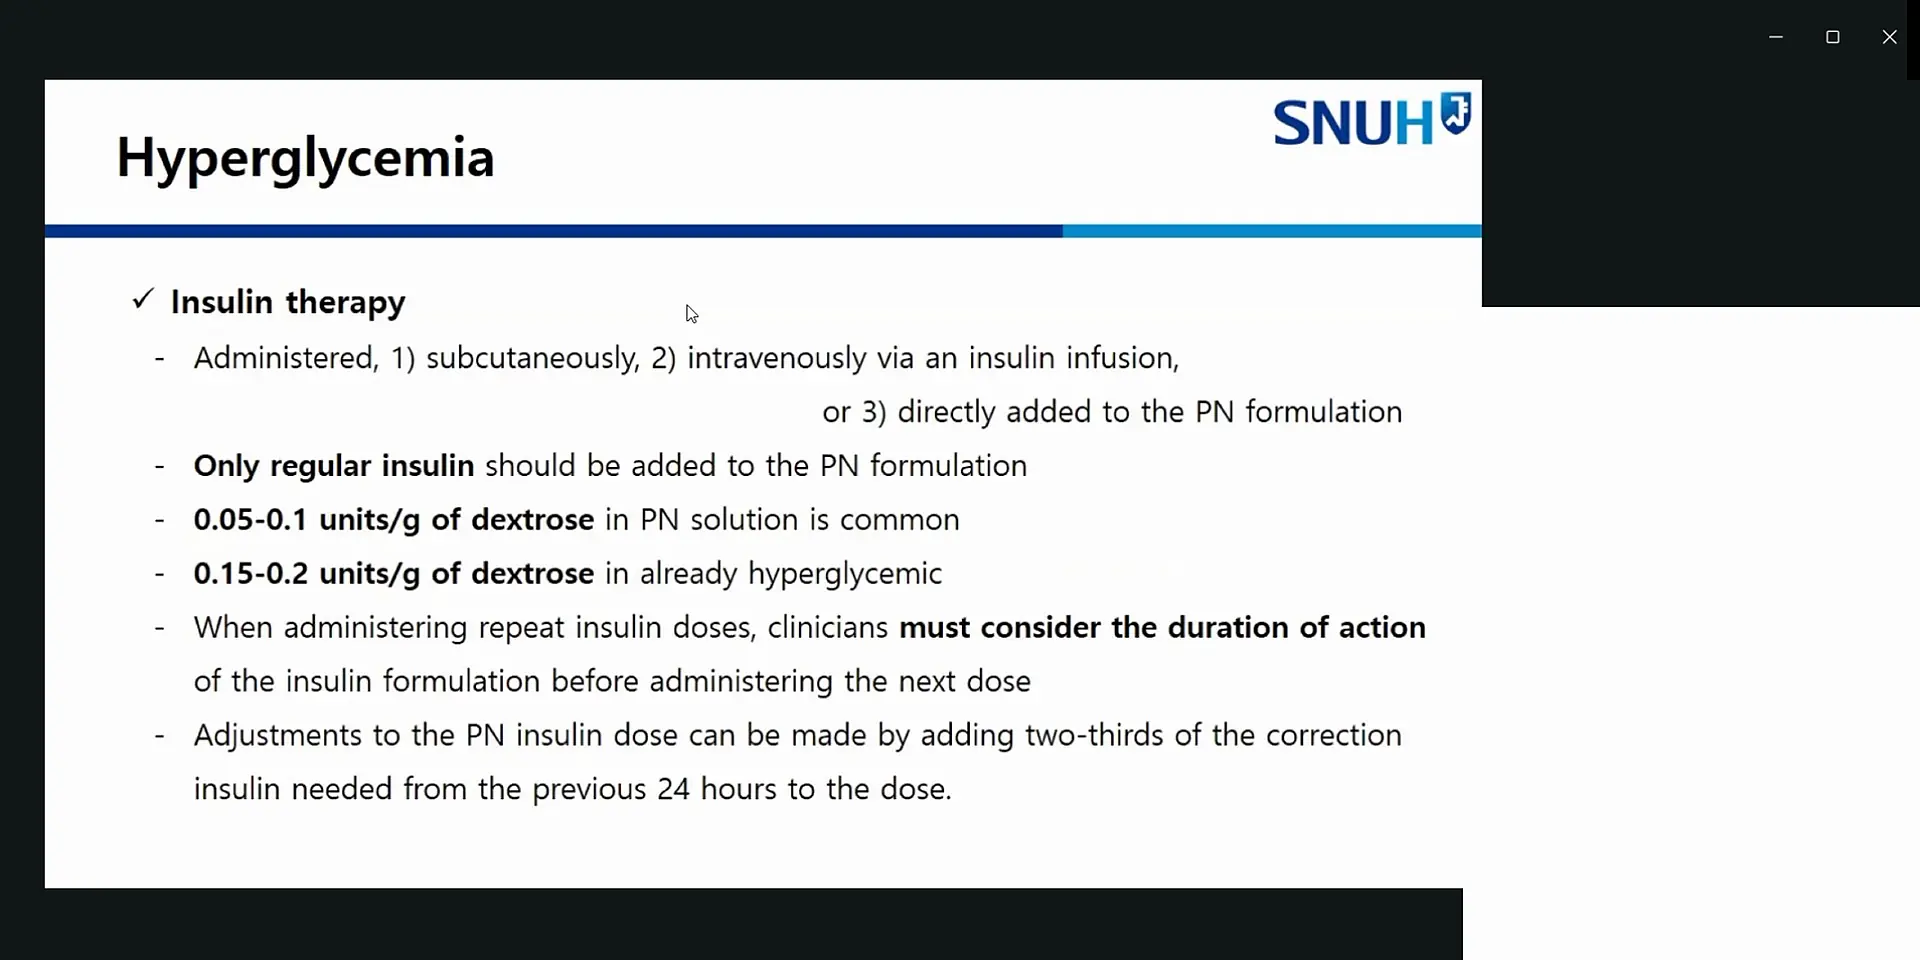 SNUH
Hyperglycemia
✓ Insulin therapy
- Administered, 1) subcutaneously, 2) intravenously via an insulin infusion,
or 3) directly added to the PN formulation
- Only regular insulin should be added to the PN formulation
- 0.05-0.1 units/g of dextrose in PN solution is common
- 0.15-0.2 units/g of dextrose in already hyperglycemic
- When administering repeat insulin doses, clinicians must consider the duration of action
of the insulin formulation before administering the next dose
- Adjustments to the PN insulin dose can be made by adding two-thirds of the correction
insulin needed from the previous 24 hours to the dose.